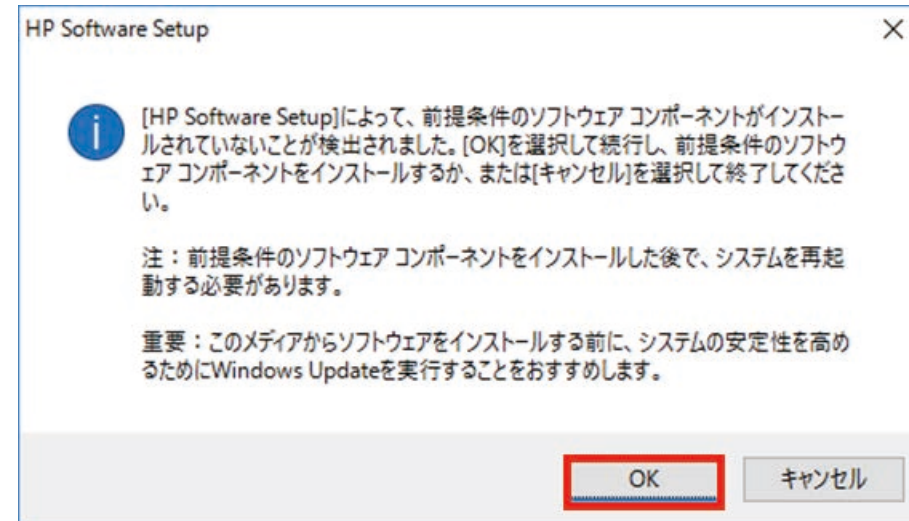 HP Software Setup
[HP Software Setup]によって、前提条件のソフトウェア コンポーネントがインストー
ルされていないことが検出されました。[OK]を選択して続行し、前提条件のソフトウ
ェア コンポーネントをインストールするか、または[キャンセル]を選択して終了してくださ
い。
注：前提条件のソフトウェア コンポーネントをインストールした後で、システムを再起
動する必要があります。
重要：このメディアからソフトウェアをインストールする前に、システムの安定性を高め
るためにWindows Updateを実行することをおすすめします。
OK
キャンセル